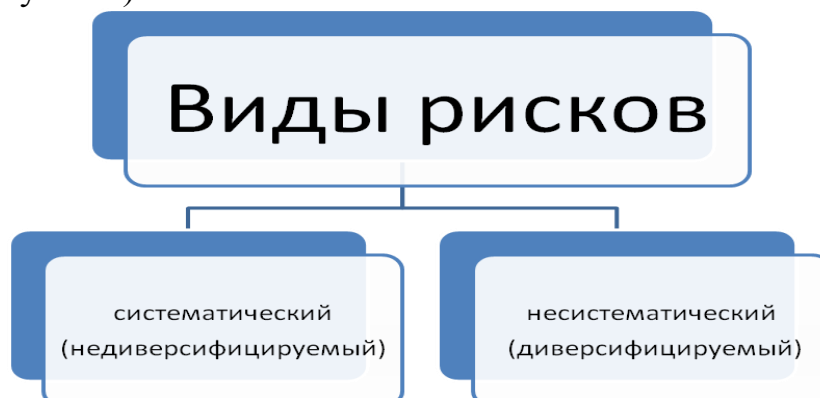 Виды рисков
систематический
(недиверсифицируемый)
несистематический
(диверсифицируемый)